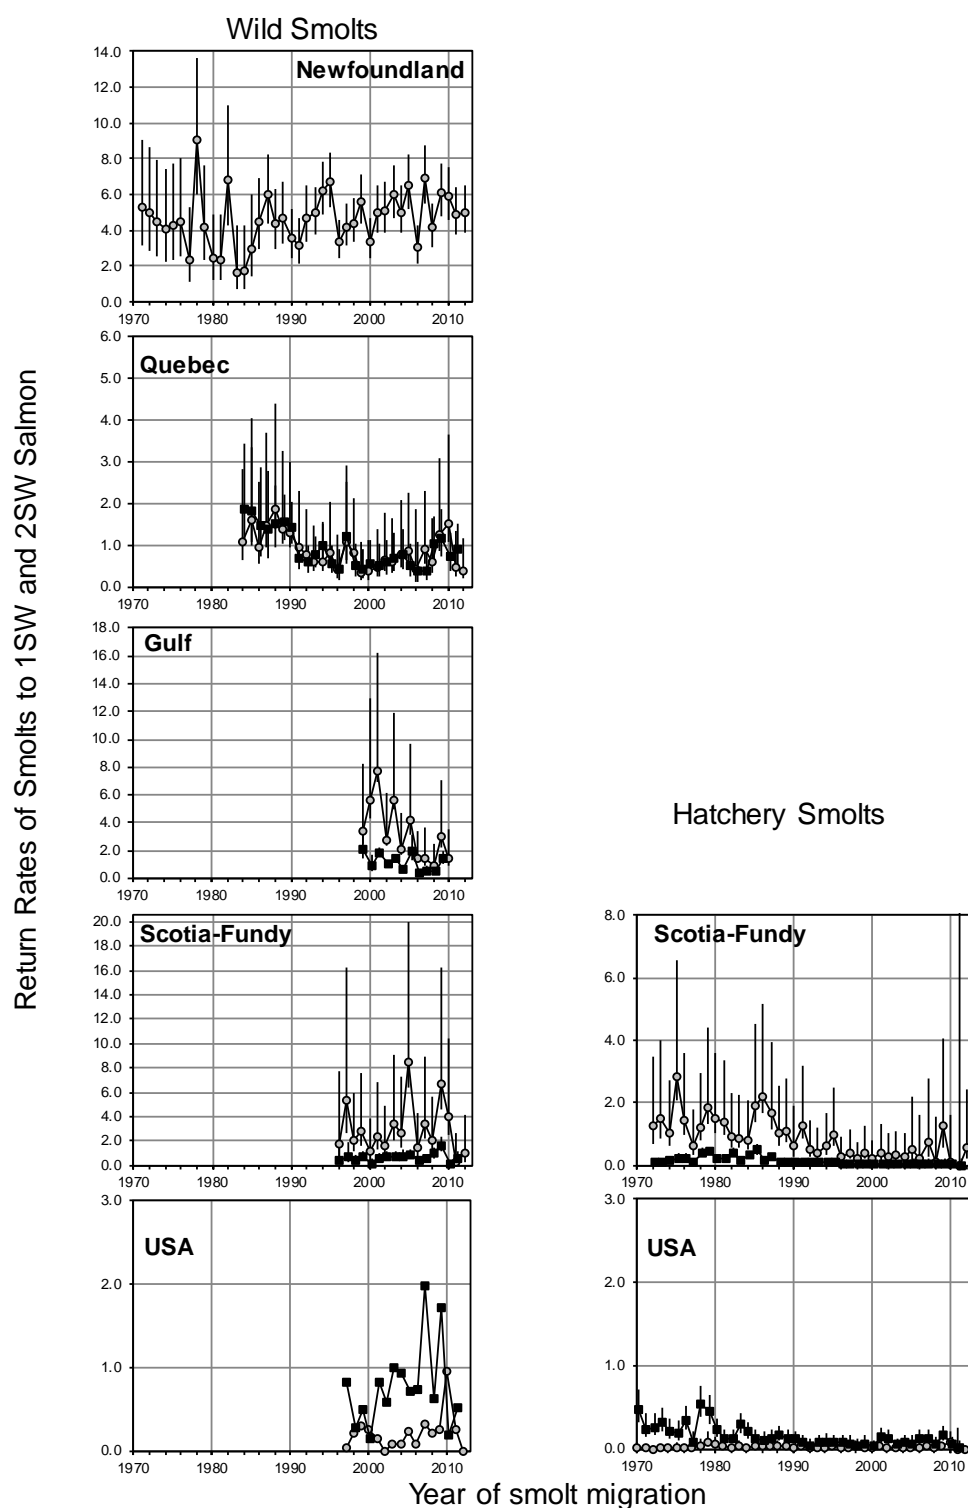 Wild Smolts
Return Rates of Smolts to 1SW and 2SW Salmon
Newfoundland
14.0
12.0
10.0
8.0
6.0
4.0
2.0
0.0
1970 1980 1990 2000 2010
Quebec
6.0
5.0
4.0
3.0
2.0
1.0
0.0
1970 1980 1990 2000 2010
Gulf
18.0
16.0
14.0
12.0
10.0
8.0
6.0
4.0
2.0
0.0
1970 1980 1990 2000 2010
Hatchery Smolts
Scotia-Fundy
20.0
18.0
16.0
14.0
12.0
10.0
8.0
6.0
4.0
2.0
0.0
1970 1980 1990 2000 2010
Scotia-Fundy
8.0
6.0
4.0
2.0
0.0
1970 1980 1990 2000 2010
USA
3.0
2.0
1.0
0.0
1970 1980 1990 2000 2010
USA
3.0
2.0
1.0
0.0
1970 1980 1990 2000 2010
Year of smolt migration